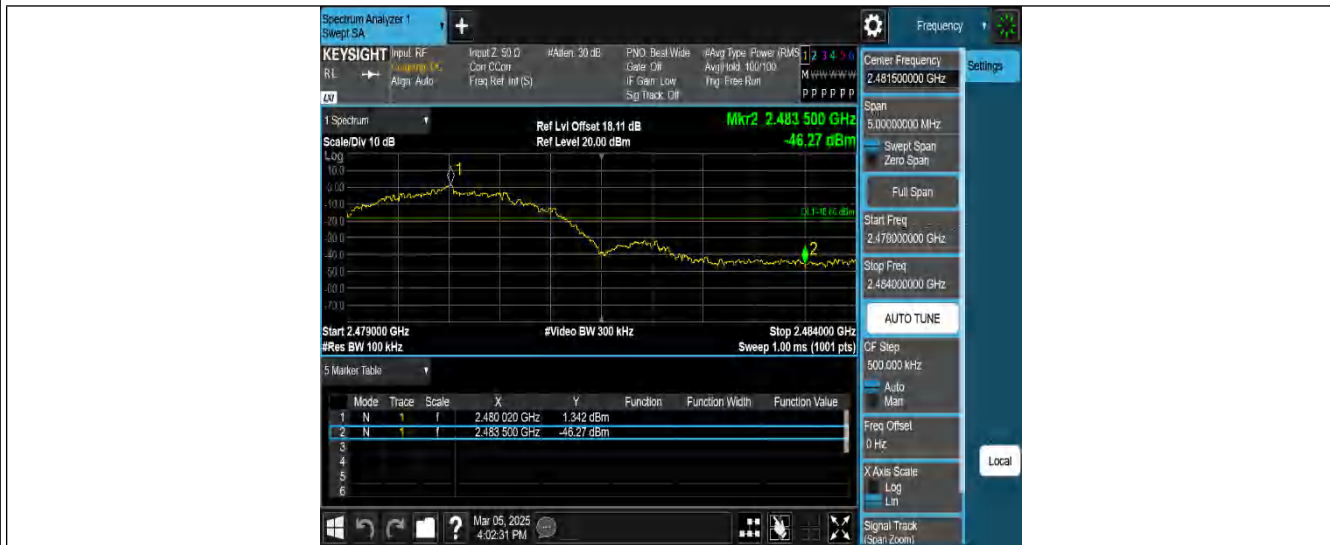 Spectrum Analyzer 1
Swept SA
+
Frequency
KEYSIGHT
RL
LXI
Input: RF
Coupling: DC
Align: Auto
Input Z: 50 Ω
Corr CCorr
Freq Ref: Int (S)
#Atten: 30 dB
PNO: Best Wide
Gate: Off
IF Gain: Low
Sig Track: Off
#Avg Type: Power (RMS
Avg|Hold: 100/100
Trig: Free Run
1 2 3 4 5 6
M W W W W W
P P P P P P
Center Frequency
2.481500000 GHz
Settings
Span
5.00000000 MHz
Swept Span
Zero Span
Full Span
Start Freq
2.479000000 GHz
Stop Freq
2.484000000 GHz
AUTO TUNE
CF Step
500.000 kHz
Auto
Man
Freq Offset
0 Hz
X Axis Scale
Log
Lin
Signal Track
(Span Zoom)
Local
1 Spectrum
Scale/Div 10 dB
Ref Lvl Offset 18.11 dB
Ref Level 20.00 dBm
Mkr2 2.483 500 GHz
-46.27 dBm
Log
10.0
0.00
-10.0
-20.0
-30.0
-40.0
-50.0
-60.0
-70.0
1
2
Start 2.479000 GHz
#Res BW 100 kHz
#Video BW 300 kHz
Stop 2.484000 GHz
Sweep 1.00 ms (1001 pts)
5 Marker Table
Mode Trace Scale X Y Function Function Width Function Value
1 N 1 f 2.480 020 GHz 1.342 dBm
2 N 1 f 2.483 500 GHz -46.27 dBm
3
4
5
6
?
Mar 05, 2025
4:02:31 PM